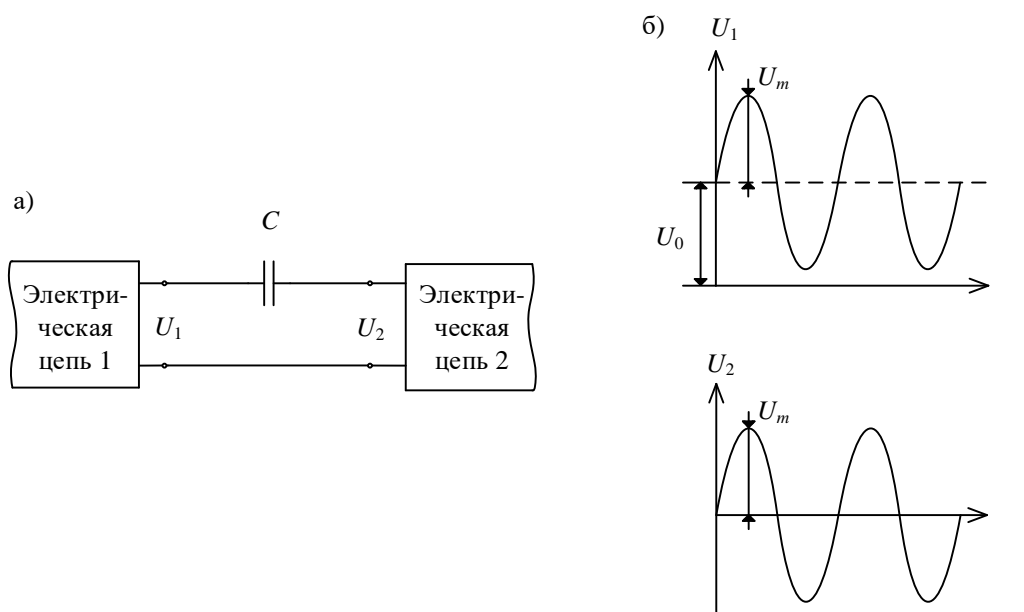 б)
U₁
Uₘ
U₀
а)
C
Электри-
ческая
цепь 1
U₁
U₂
Электри-
ческая
цепь 2
U₂
Uₘ